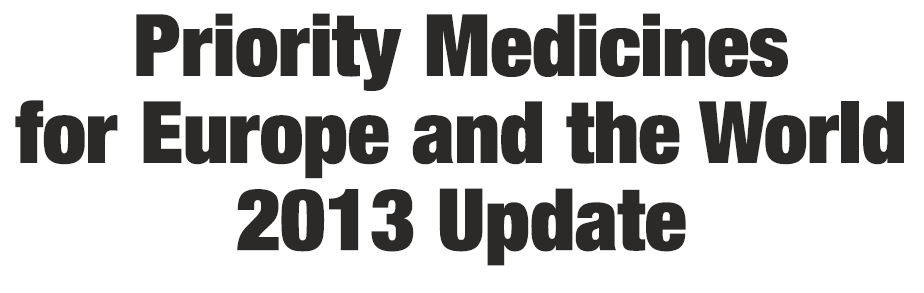 Priority Medicines
for Europe and the World
2013 Update